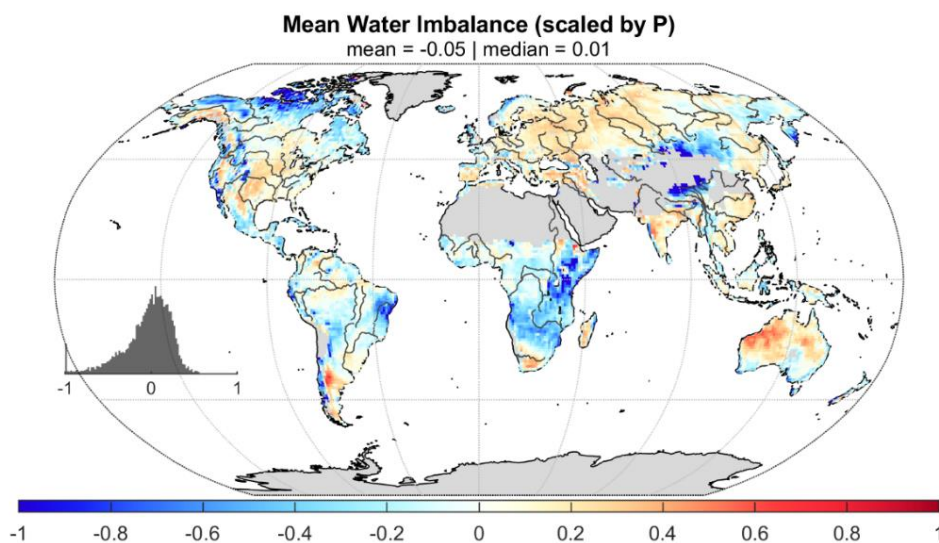 Mean Water Imbalance (scaled by P)
mean = -0.05 | median = 0.01
-1 0 1
-1 -0.8 -0.6 -0.4 -0.2 0 0.2 0.4 0.6 0.8 1